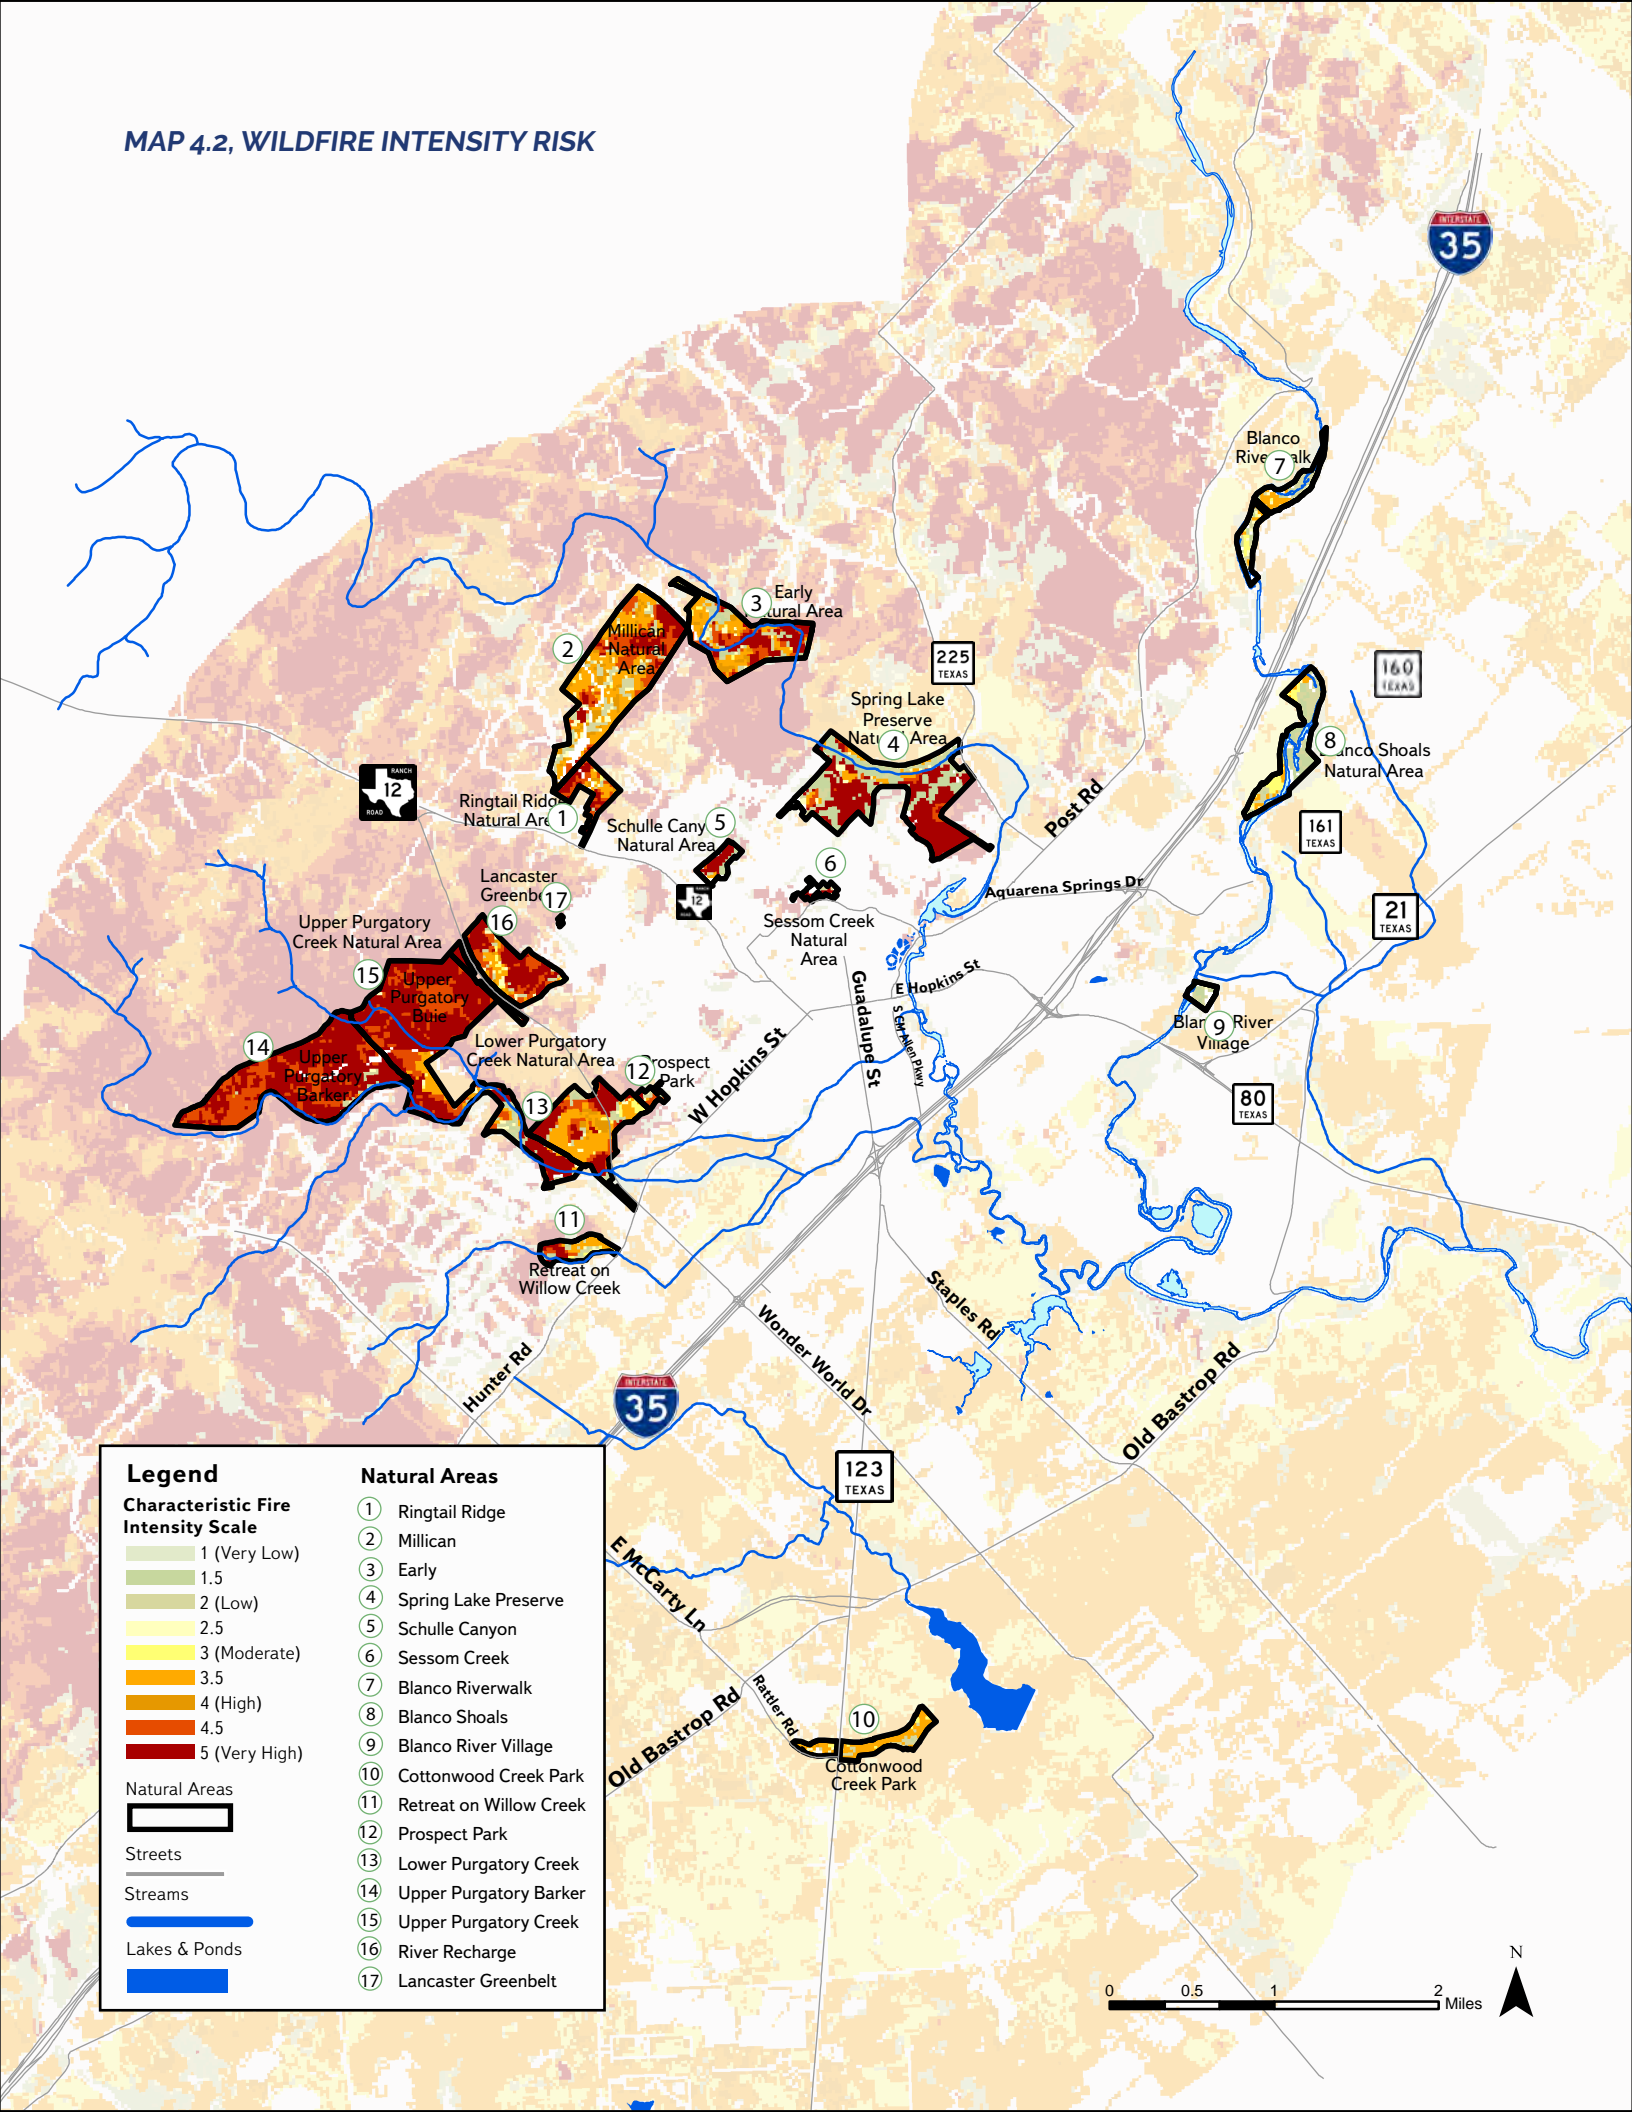 MAP 4.2, WILDFIRE INTENSITY RISK
INTERSTATE
35
Blanco
7
3
Early
2
Millican
Natural
Area
225
TEXAS
160
TEXAS
Spring Lake
Preserve
Area
4
8
Shoals
Natural Area
RANCH
12
ROAD
Ringtail
Natural
1
Schulle
Natural Area
5
Post Rd
161
TEXAS
6
12
Lancaster
17
16
Aquarena Springs Dr
21
TEXAS
Upper Purgatory
Creek Natural Area
Sessom Creek
Natural
Area
15
Upper
Purgatory
Buie
Guadalupe St
E Hopkins St
S CM Allen Pkwy
River
Village
9
14
Upper
Purgatory
Barker
Lower Purgatory
Creek Natural Area
12
Prospect
Park
W Hopkins St
13
80
TEXAS
11
Retreat on
Willow Creek
Staples Rd
Wonder World Dr
Hunter Rd
Old Bastrop Rd
INTERSTATE
35
123
TEXAS
E McCarty Ln
Rattler Rd
Old Bastrop Rd
10
Cottonwood
Creek Park
Legend
Characteristic Fire
Intensity Scale
1 (Very Low)
1.5
2 (Low)
2.5
3 (Moderate)
3.5
4 (High)
4.5
5 (Very High)
Natural Areas
Streets
Streams
Lakes & Ponds
Natural Areas
1 Ringtail Ridge
2 Millican
3 Early
4 Spring Lake Preserve
5 Schulle Canyon
6 Sessom Creek
7 Blanco Riverwalk
8 Blanco Shoals
9 Blanco River Village
10 Cottonwood Creek Park
11 Retreat on Willow Creek
12 Prospect Park
13 Lower Purgatory Creek
14 Upper Purgatory Barker
15 Upper Purgatory Creek
16 River Recharge
17 Lancaster Greenbelt
N
0 0.5 1 2
Miles